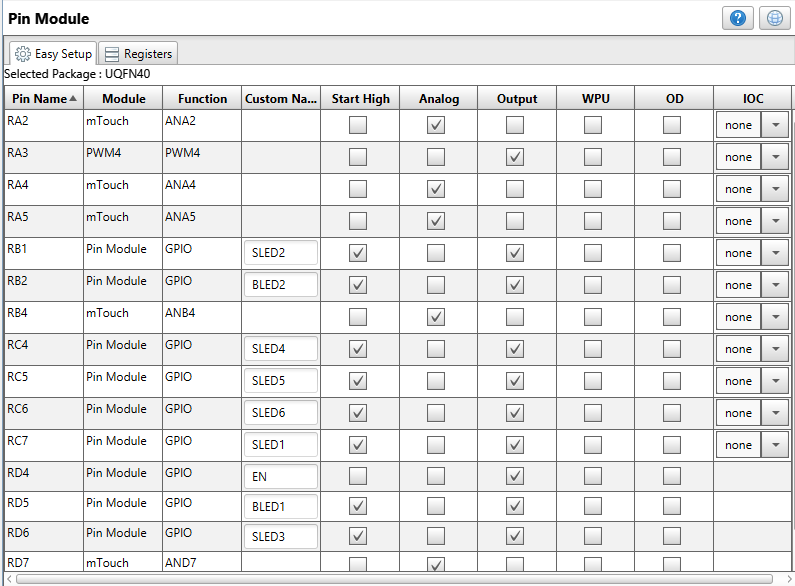 Pin Module
Easy Setup Registers
Selected Package : UQFN40
Pin Name Module Function Custom Na... Start High Analog Output WPU OD IOC
RA2 mTouch ANA2 none
RA3 PWM4 PWM4 none
RA4 mTouch ANA4 none
RA5 mTouch ANA5 none
RB1 Pin Module GPIO SLED2 none
RB2 Pin Module GPIO BLED2 none
RB4 mTouch ANB4 none
RC4 Pin Module GPIO SLED4 none
RC5 Pin Module GPIO SLED5 none
RC6 Pin Module GPIO SLED6 none
RC7 Pin Module GPIO SLED1 none
RD4 Pin Module GPIO EN
RD5 Pin Module GPIO BLED1
RD6 Pin Module GPIO SLED3
RD7 mTouch AND7